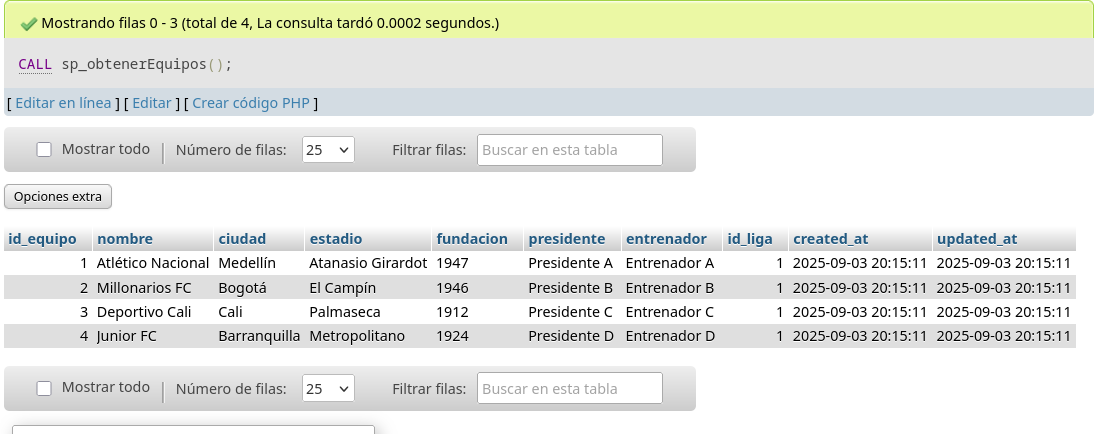 Mostrando filas 0 - 3 (total de 4, La consulta tardó 0.0002 segundos.)
CALL sp_obtenerEquipos();
[ Editar en línea ] [ Editar ] [ Crear código PHP ]
Mostrar todo | Número de filas: 25 Filtrar filas: Buscar en esta tabla
Opciones extra
id_equipo nombre ciudad estadio fundacion presidente entrenador id_liga created_at updated_at
1 Atlético Nacional Medellín Atanasio Girardot 1947 Presidente A Entrenador A 1 2025-09-03 20:15:11 2025-09-03 20:15:11
2 Millonarios FC Bogotá El Campín 1946 Presidente B Entrenador B 1 2025-09-03 20:15:11 2025-09-03 20:15:11
3 Deportivo Cali Cali Palmaseca 1912 Presidente C Entrenador C 1 2025-09-03 20:15:11 2025-09-03 20:15:11
4 Junior FC Barranquilla Metropolitano 1924 Presidente D Entrenador D 1 2025-09-03 20:15:11 2025-09-03 20:15:11
Mostrar todo | Número de filas: 25 Filtrar filas: Buscar en esta tabla